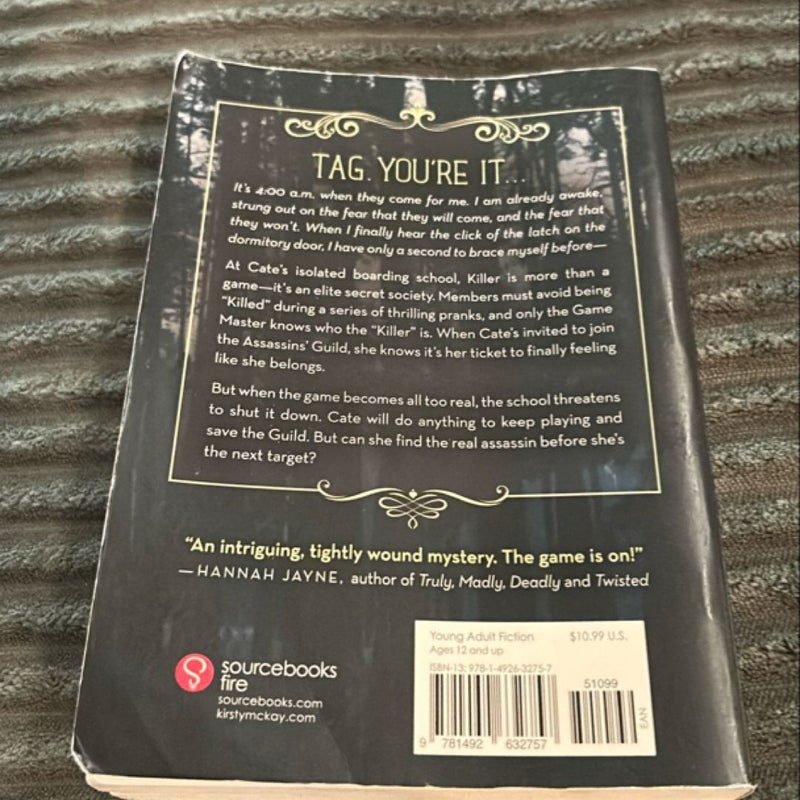 TAG. YOU'RE IT...
It's 4:00 a.m. when they come for me. I am already awake,
strung out on the fear that they will come, and the fear that
they won't. When I finally hear the click of the latch on the
dormitory door, I have only a second to brace myself before—
At Cate's isolated boarding school, Killer is more than a
game—it's an elite secret society. Members must avoid being
"Killed" during a series of thrilling pranks, and only the Game
Master knows who the "Killer" is. When Cate's invited to join
the Assassins' Guild, she knows it's her ticket to finally feeling
like she belongs.
But when the game becomes all too real, the school threatens
to shut it down. Cate will do anything to keep playing and
save the Guild. But can she find the real assassin before she's
the next target?
"An intriguing, tightly wound mystery. The game is on!"
—HANNAH JAYNE, author of Truly, Madly, Deadly and Twisted
sourcebooks
fire
sourcebooks.com
kirstymckay.com
Young Adult Fiction $10.99 U.S.
Ages 12 and up
ISBN-13: 978-1-4926-3275-7
51099
9 781492 632757
EAN